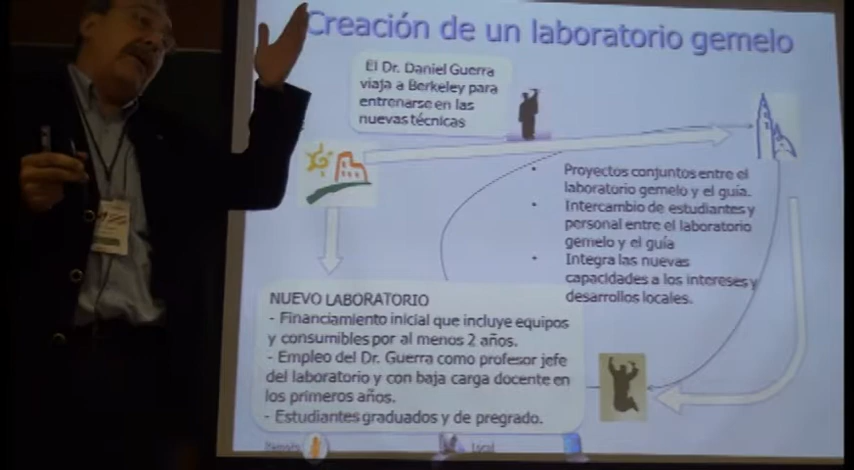 Creación de un laboratorio gemelo
El Dr. Daniel Guerra
viaja a Berkeley para
entrenarse en las
nuevas técnicas
• Proyectos conjuntos entre el
laboratorio gemelo y el guía.
• Intercambio de estudiantes y
personal entre el laboratorio
gemelo y el guía
• Integra las nuevas
capacidades a los intereses y
desarrollos locales.
NUEVO LABORATORIO
- Financiamiento inicial que incluye equipos
y consumibles por al menos 2 años.
- Empleo del Dr. Guerra como profesor jefe
del laboratorio y con baja carga docente en
los primeros años.
- Estudiantes graduados y de pregrado.